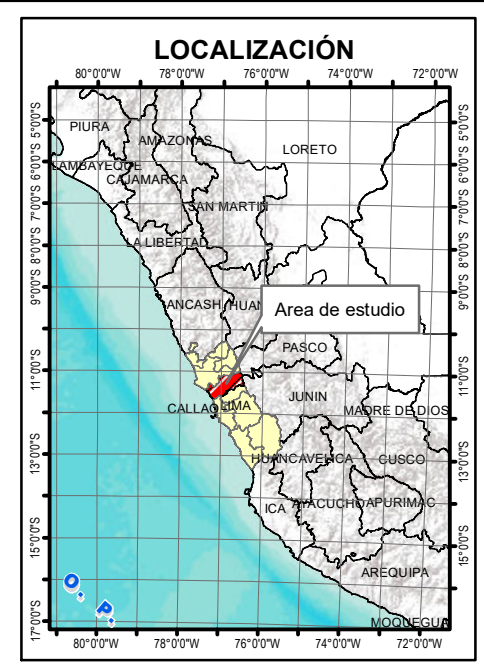 LOCALIZACIÓN
80°0'0"W 78°0'0"W 76°0'0"W 74°0'0"W 72°0'0"W
5°0'0"S
5°0'0"S
6°0'0"S
6°0'0"S
7°0'0"S
7°0'0"S
8°0'0"S
8°0'0"S
9°0'0"S
9°0'0"S
11°0'0"S
11°0'0"S
13°0'0"S
13°0'0"S
15°0'0"S
15°0'0"S
17°0'0"S
PIURA
AMAZONAS
LORETO
LAMBAYEQUE
CAJAMARCA
SAN MARTIN
LA LIBERTAD
ANCASH
Area de estudio
PASCO
CALLAO
LIMA
JUNIN
MADRE DE DIOS
HUANCAVELICA
CUSCO
ICA
AYACUCHO
APURIMAC
AREQUIPA
MOQUEGUA
O.
P.
80°0'0"W 78°0'0"W 76°0'0"W 74°0'0"W 72°0'0"W